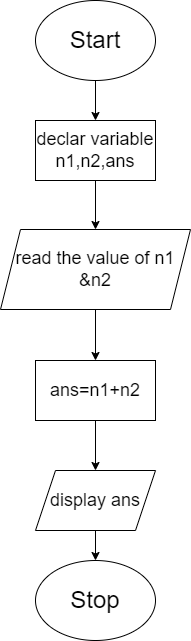 Start
declar variable
n1,n2,ans
read the value of n1
&n2
ans=n1+n2
display ans
Stop